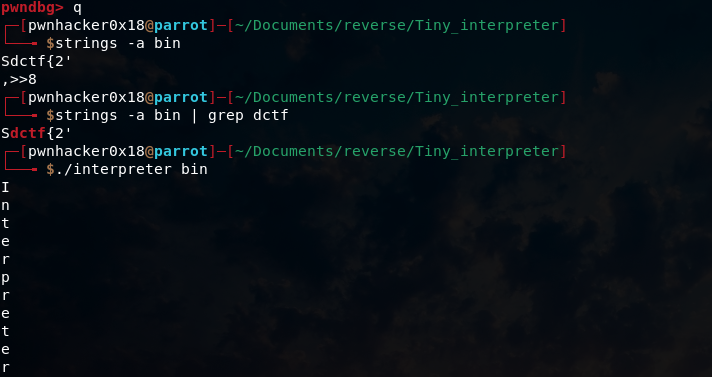 pwndbg> q
┌─[pwnhacker0x18@parrot]─[~/Documents/reverse/Tiny_interpreter]
└──╼ $strings -a bin
Sdctf{2'
,>>8
┌─[pwnhacker0x18@parrot]─[~/Documents/reverse/Tiny_interpreter]
└──╼ $strings -a bin | grep dctf
Sdctf{2'
┌─[pwnhacker0x18@parrot]─[~/Documents/reverse/Tiny_interpreter]
└──╼ $./interpreter bin
I
n
t
e
r
p
r
e
t
e
r